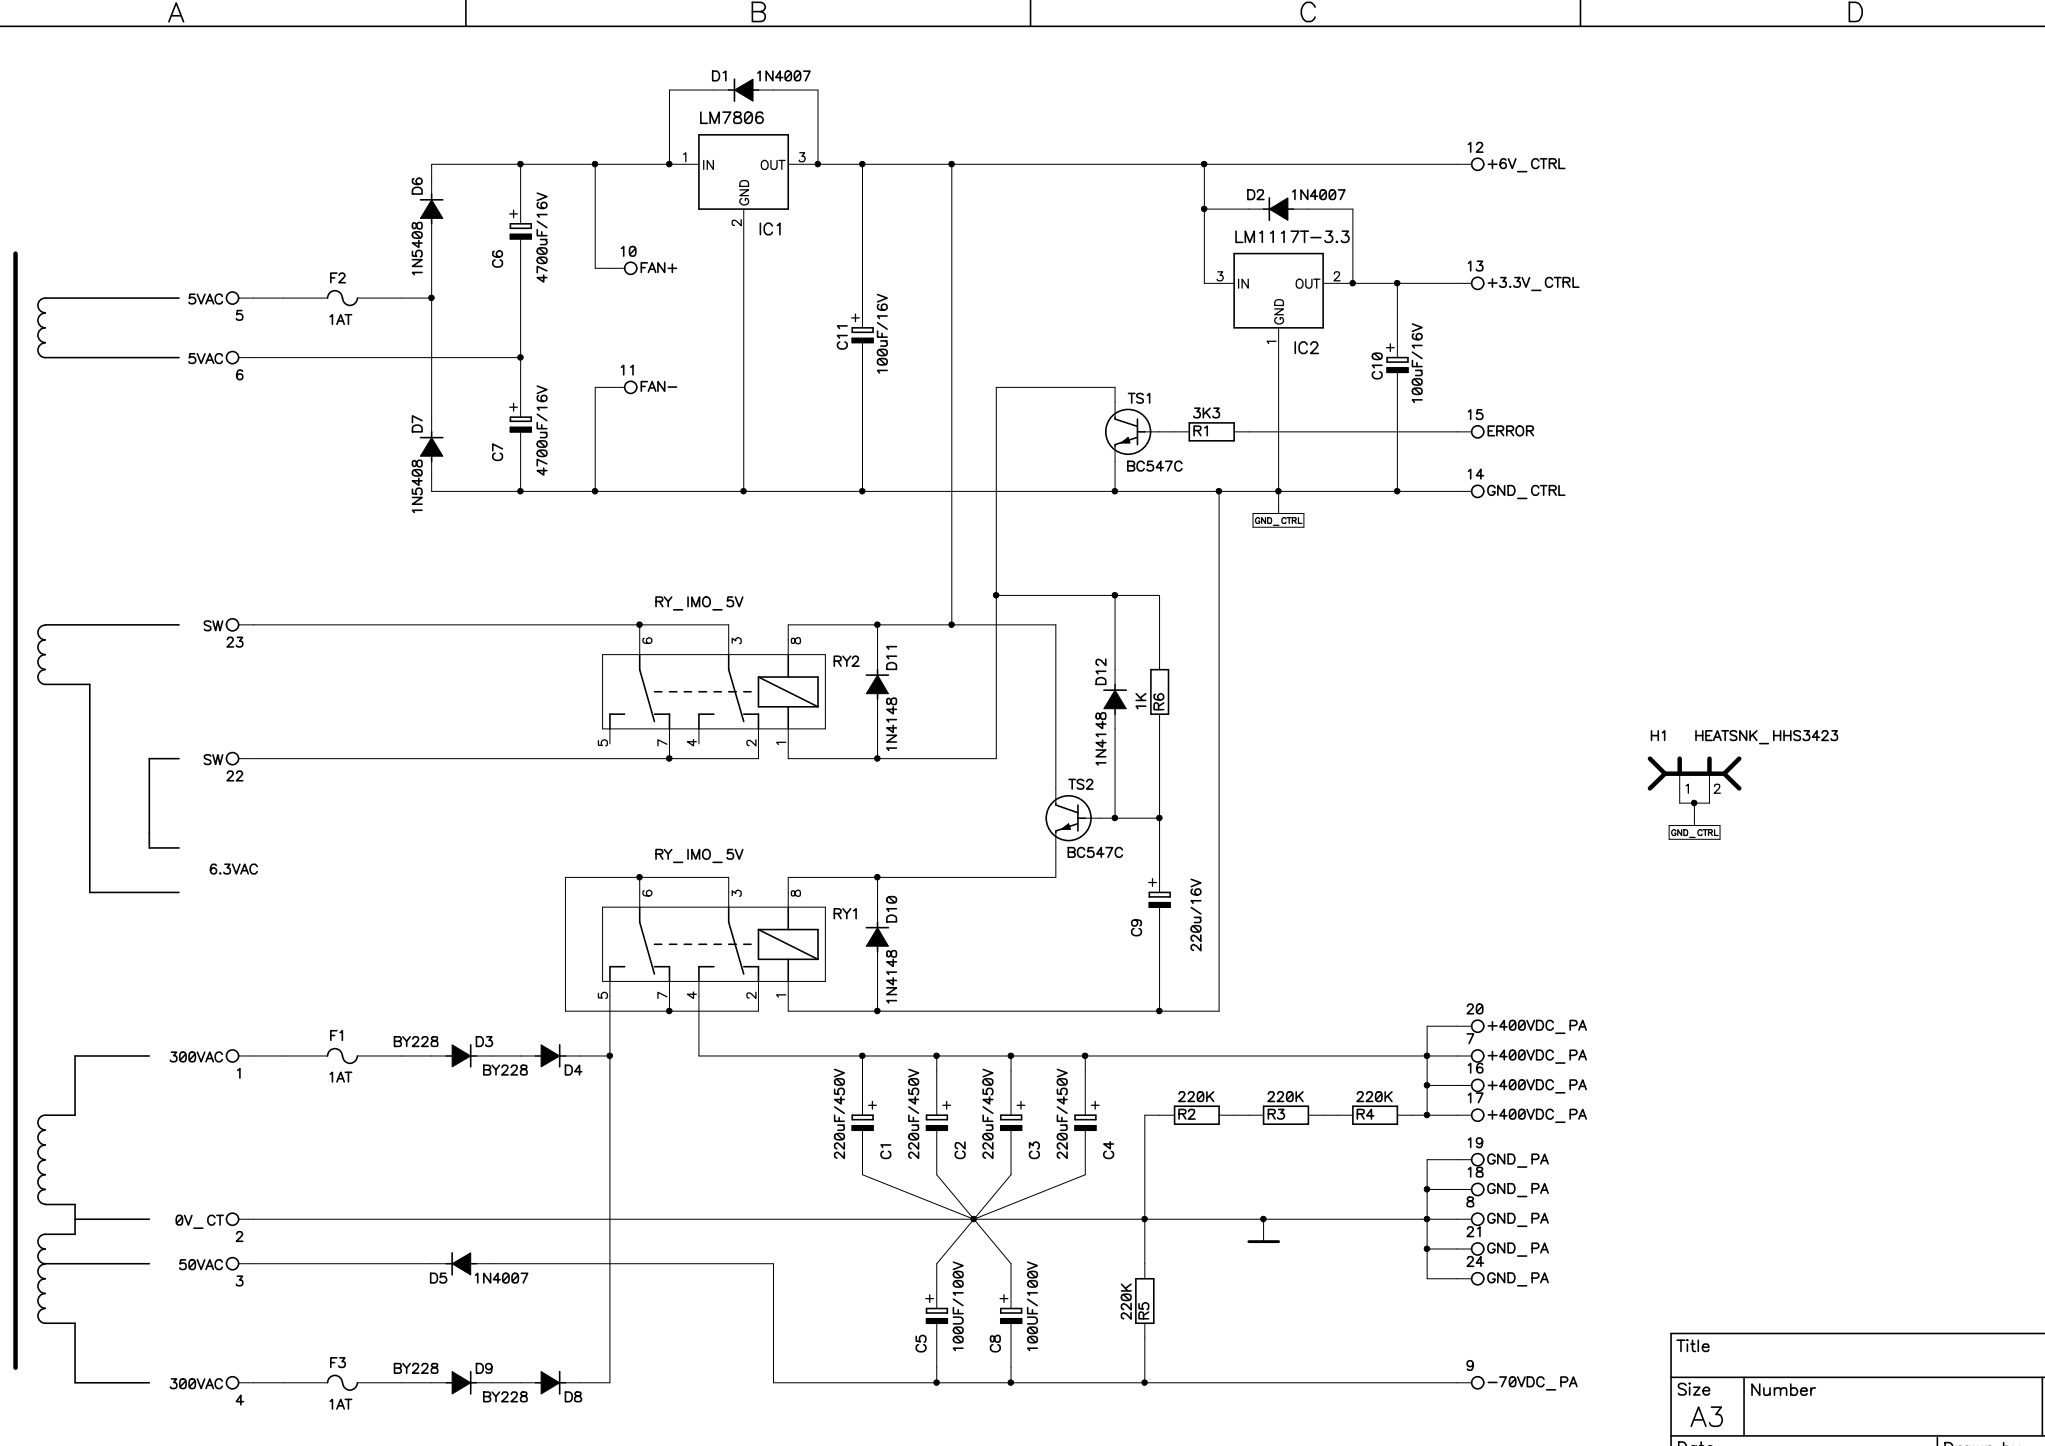 A
B
C
D
D1 1N4007
LM7806
1 IN OUT 3
GND
2
IC1
12
+6V_CTRL
D6
1N5408
C6
4700uF/16V
10
FAN+
D2 1N4007
LM1117T-3.3
3 IN OUT 2
GND
1
IC2
13
+3.3V_CTRL
5VAC
5
F2
1AT
5VAC
6
C11
100uF/16V
C10
100uF/16V
11
FAN-
D7
1N5408
C7
4700uF/16V
TS1
BC547C
3K3
R1
15
ERROR
14
GND_CTRL
GND_CTRL
RY_IMO_5V
SW
23
6 3 8
RY2
5 7 4 2 1
D11
1N4148
D12
1N4148
1K
R6
SW
22
6.3VAC
TS2
BC547C
H1 HEATSNK_HHS3423
1 2
GND_CTRL
RY_IMO_5V
6 3 8
RY1
5 7 4 2 1
D10
1N4148
C9
220u/16V
300VAC
1
F1
1AT
BY228 D3
BY228 D4
20
+400VDC_PA
7
+400VDC_PA
16
+400VDC_PA
17
+400VDC_PA
220uF/450V
C1
220uF/450V
C2
220uF/450V
C3
220uF/450V
C4
220K
R2
220K
R3
220K
R4
19
GND_PA
18
GND_PA
8
GND_PA
21
GND_PA
24
GND_PA
0V_CT
2
50VAC
3
D5 1N4007
C5
100UF/100V
C8
100UF/100V
220K
R5
300VAC
4
F3
1AT
BY228 D9
BY228 D8
9
-70VDC_PA
Title
Size
A3
Number